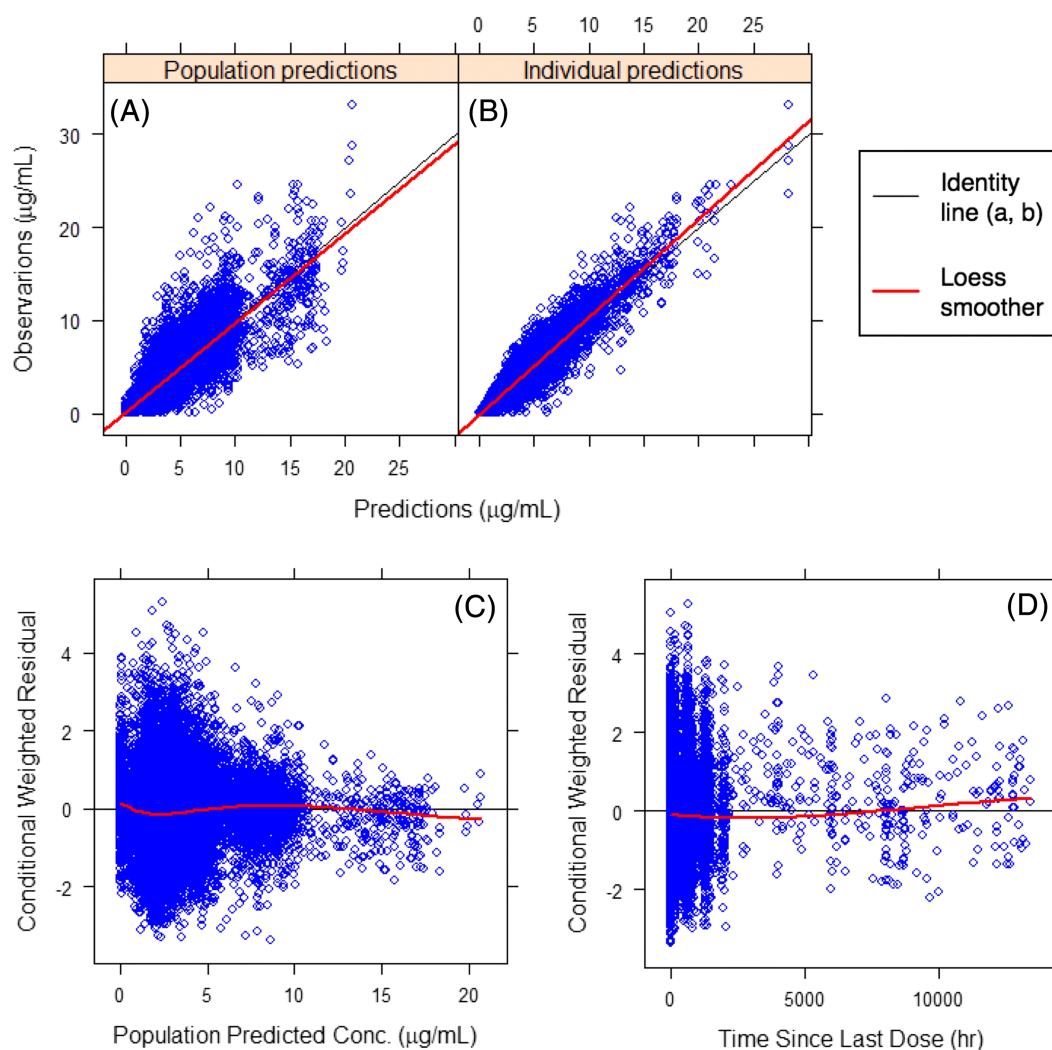 0 5 10 15 20 25
Population predictions Individual predictions
(A) (B)
30
20
10
0
Observarions (μg/mL)
0 5 10 15 20 25
Predictions (μg/mL)
Identity
line (a, b)
Loess
smoother
(C)
4
2
0
-2
Conditional Weighted Residual
0 5 10 15 20
Population Predicted Conc. (μg/mL)
(D)
4
2
0
-2
Conditional Weighted Residual
0 5000 10000
Time Since Last Dose (hr)